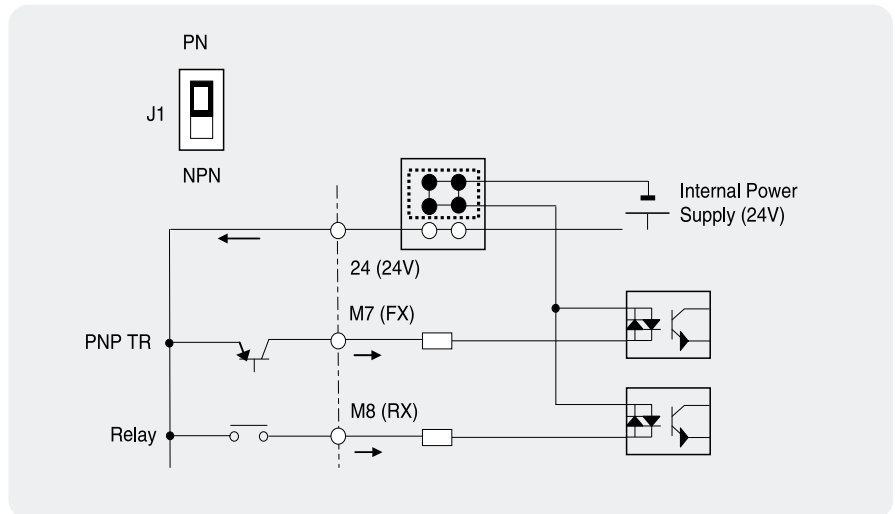 PN
J1
NPN
Internal Power
Supply (24V)
24 (24V)
M7 (FX)
PNP TR
M8 (RX)
Relay